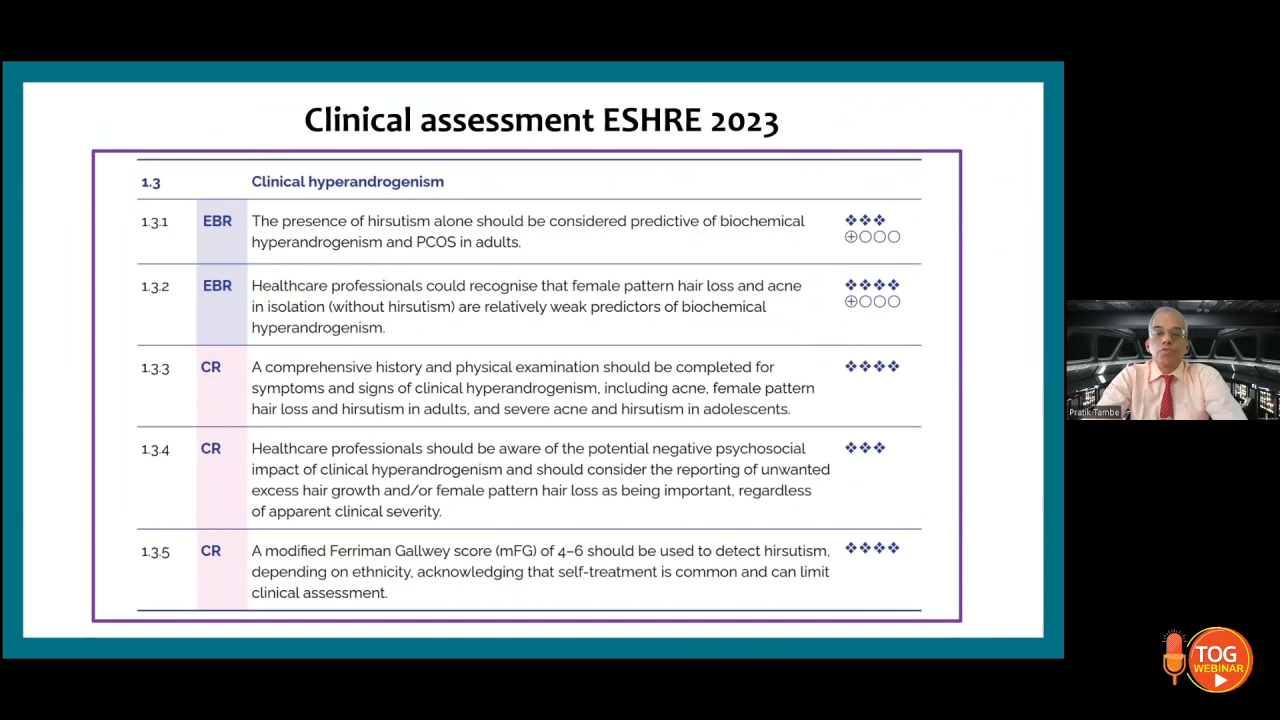 Clinical assessment ESHRE 2023
1.3 Clinical hyperandrogenism
1.3.1 EBR The presence of hirsutism alone should be considered predictive of biochemical
hyperandrogenism and PCOS in adults.
1.3.2 EBR Healthcare professionals could recognise that female pattern hair loss and acne
in isolation (without hirsutism) are relatively weak predictors of biochemical
hyperandrogenism.
1.3.3 CR A comprehensive history and physical examination should be completed for
symptoms and signs of clinical hyperandrogenism, including acne, female pattern
hair loss and hirsutism in adults, and severe acne and hirsutism in adolescents.
1.3.4 CR Healthcare professionals should be aware of the potential negative psychosocial
impact of clinical hyperandrogenism and should consider the reporting of unwanted
excess hair growth and/or female pattern hair loss as being important, regardless
of apparent clinical severity.
1.3.5 CR A modified Ferriman Gallwey score (mFG) of 4–6 should be used to detect hirsutism,
depending on ethnicity, acknowledging that self-treatment is common and can limit
clinical assessment.
Pratik Tambe
TOG
WEBINAR